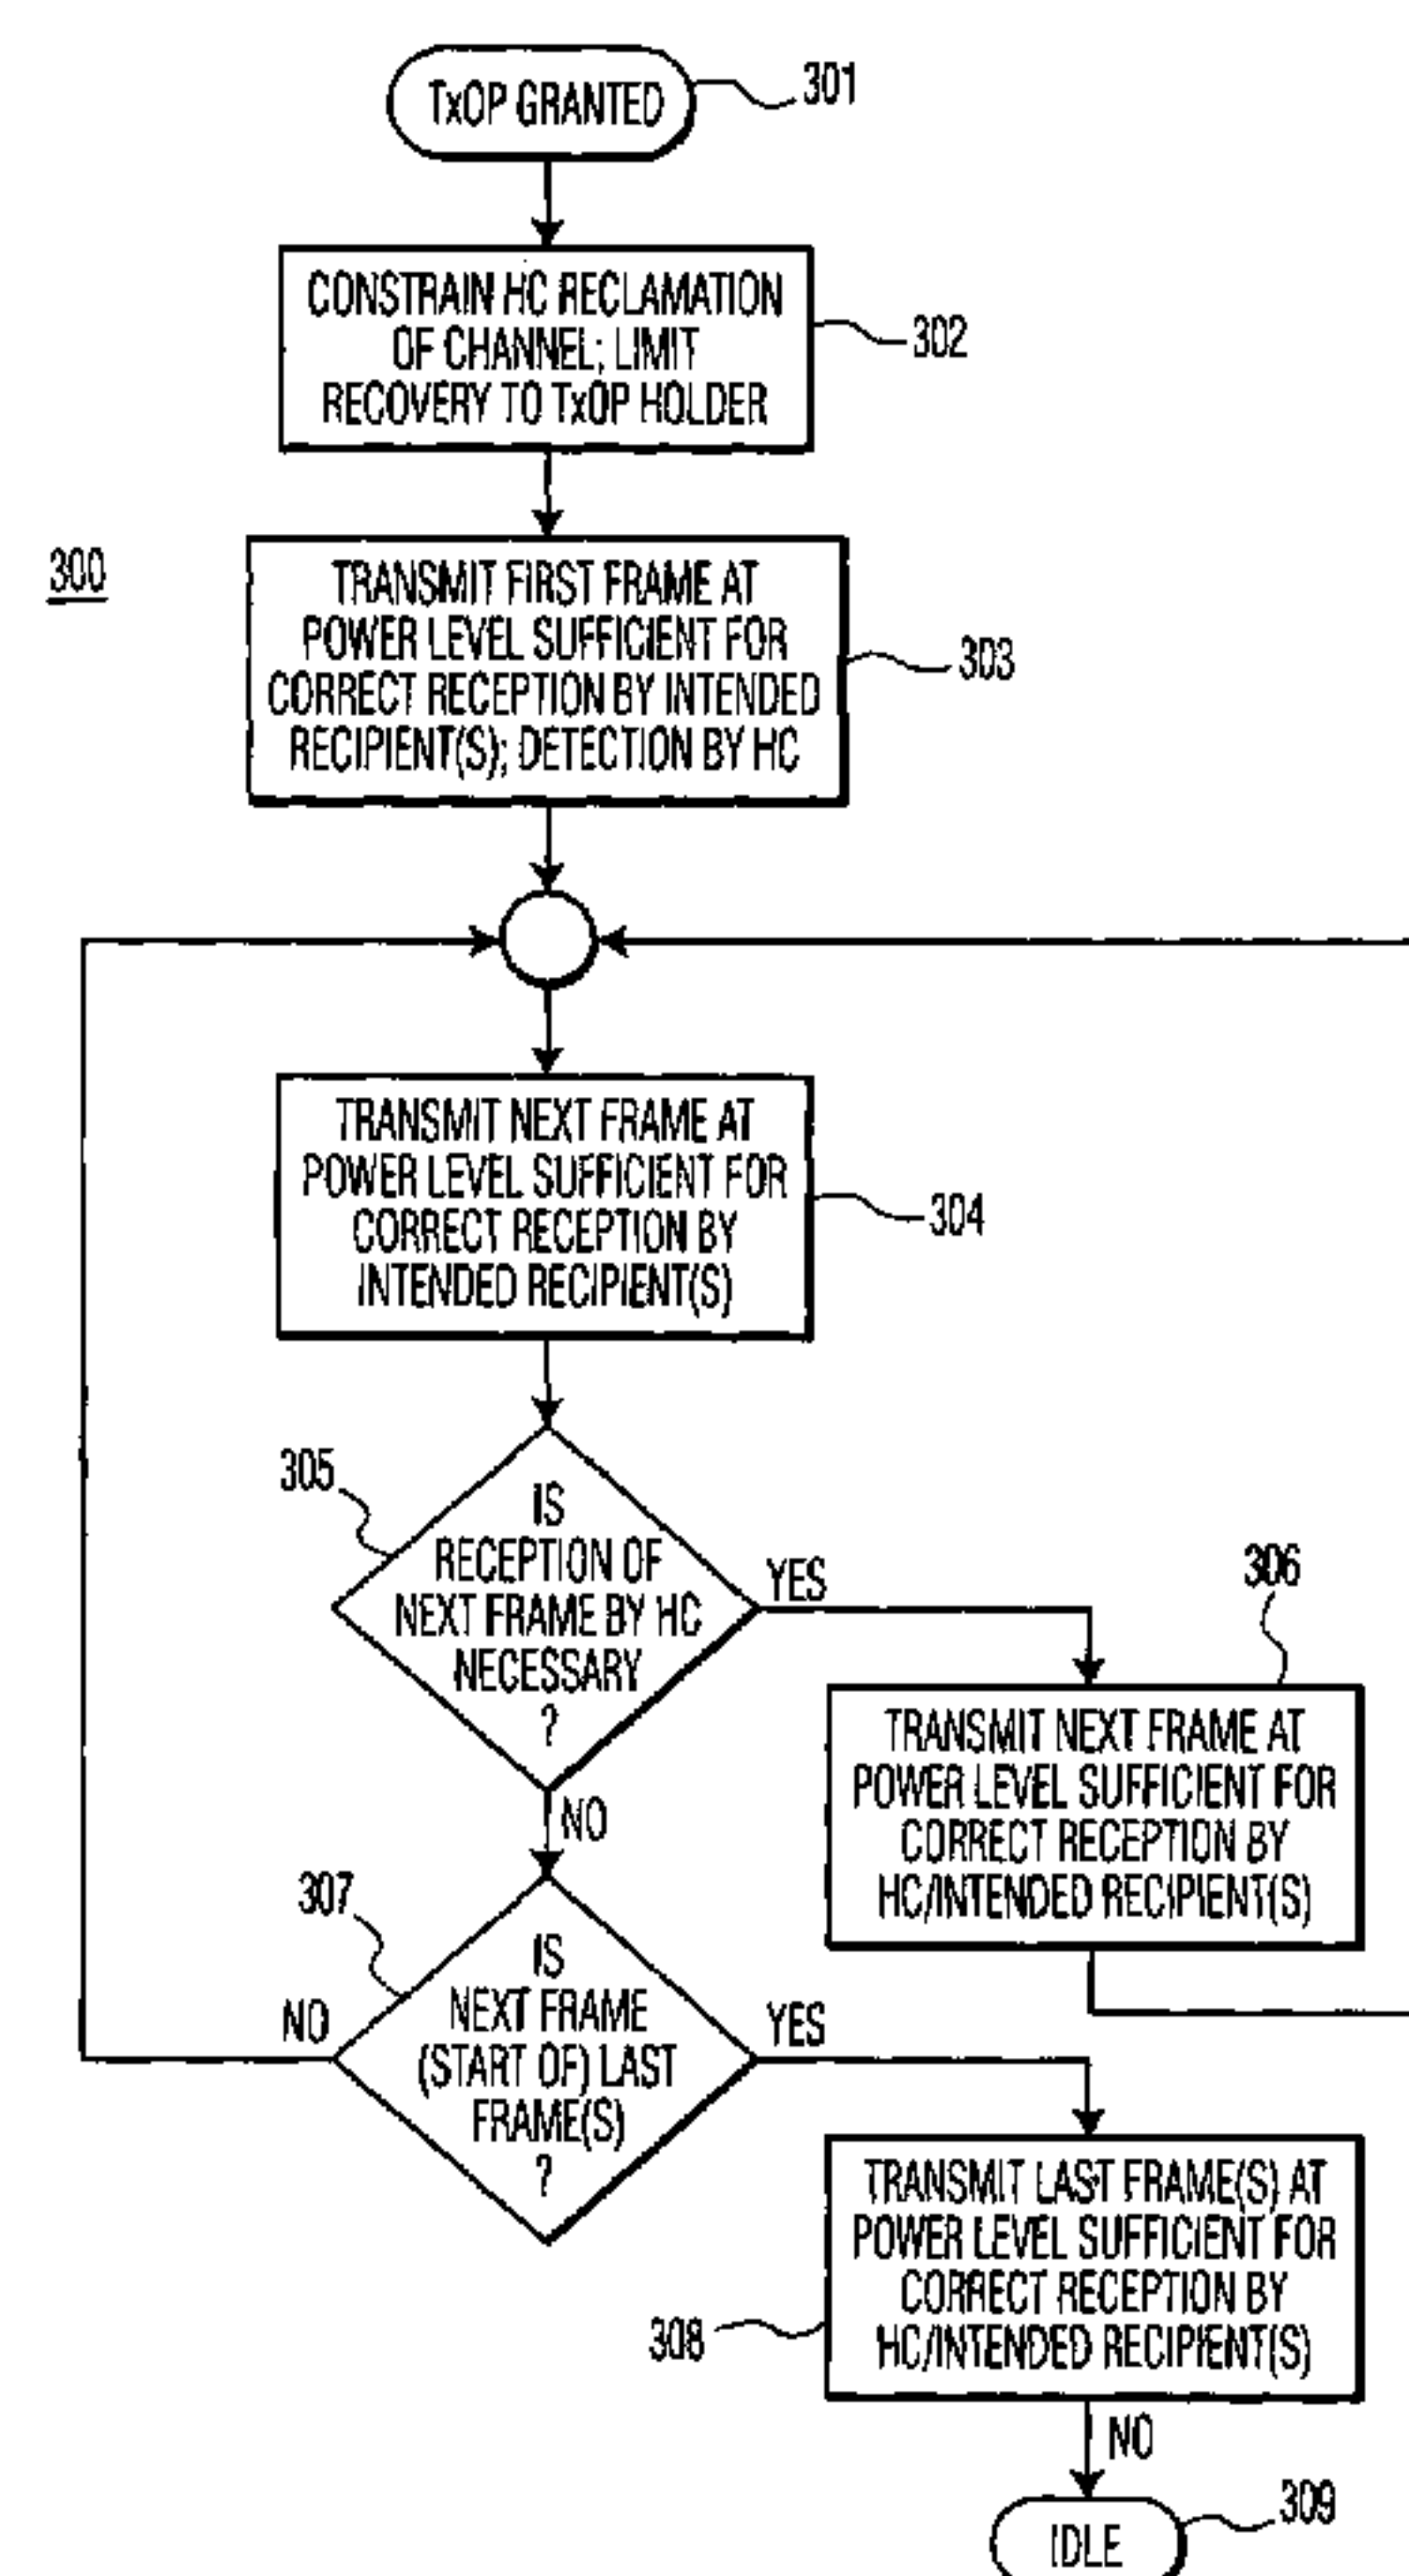 TxOP GRANTED
301
CONSTRAIN HC RECLAMATION
OF CHANNEL; LIMIT
RECOVERY TO TxOP HOLDER
302
300
TRANSMIT FIRST FRAME AT
POWER LEVEL SUFFICIENT FOR
CORRECT RECEPTION BY INTENDED
RECIPIENT(S); DETECTION BY HC
303
TRANSMIT NEXT FRAME AT
POWER LEVEL SUFFICIENT FOR
CORRECT RECEPTION BY
INTENDED RECIPIENT(S)
304
305
IS
RECEPTION OF
NEXT FRAME BY HC
NECESSARY
?
YES
NO
306
TRANSMIT NEXT FRAME AT
POWER LEVEL SUFFICIENT FOR
CORRECT RECEPTION BY
HC/INTENDED RECIPIENT(S)
307
IS
NEXT FRAME
(START OF) LAST
FRAME(S)
?
NO
YES
TRANSMIT LAST FRAME(S) AT
POWER LEVEL SUFFICIENT FOR
CORRECT RECEPTION BY
HC/INTENDED RECIPIENT(S)
308
NO
IDLE
309